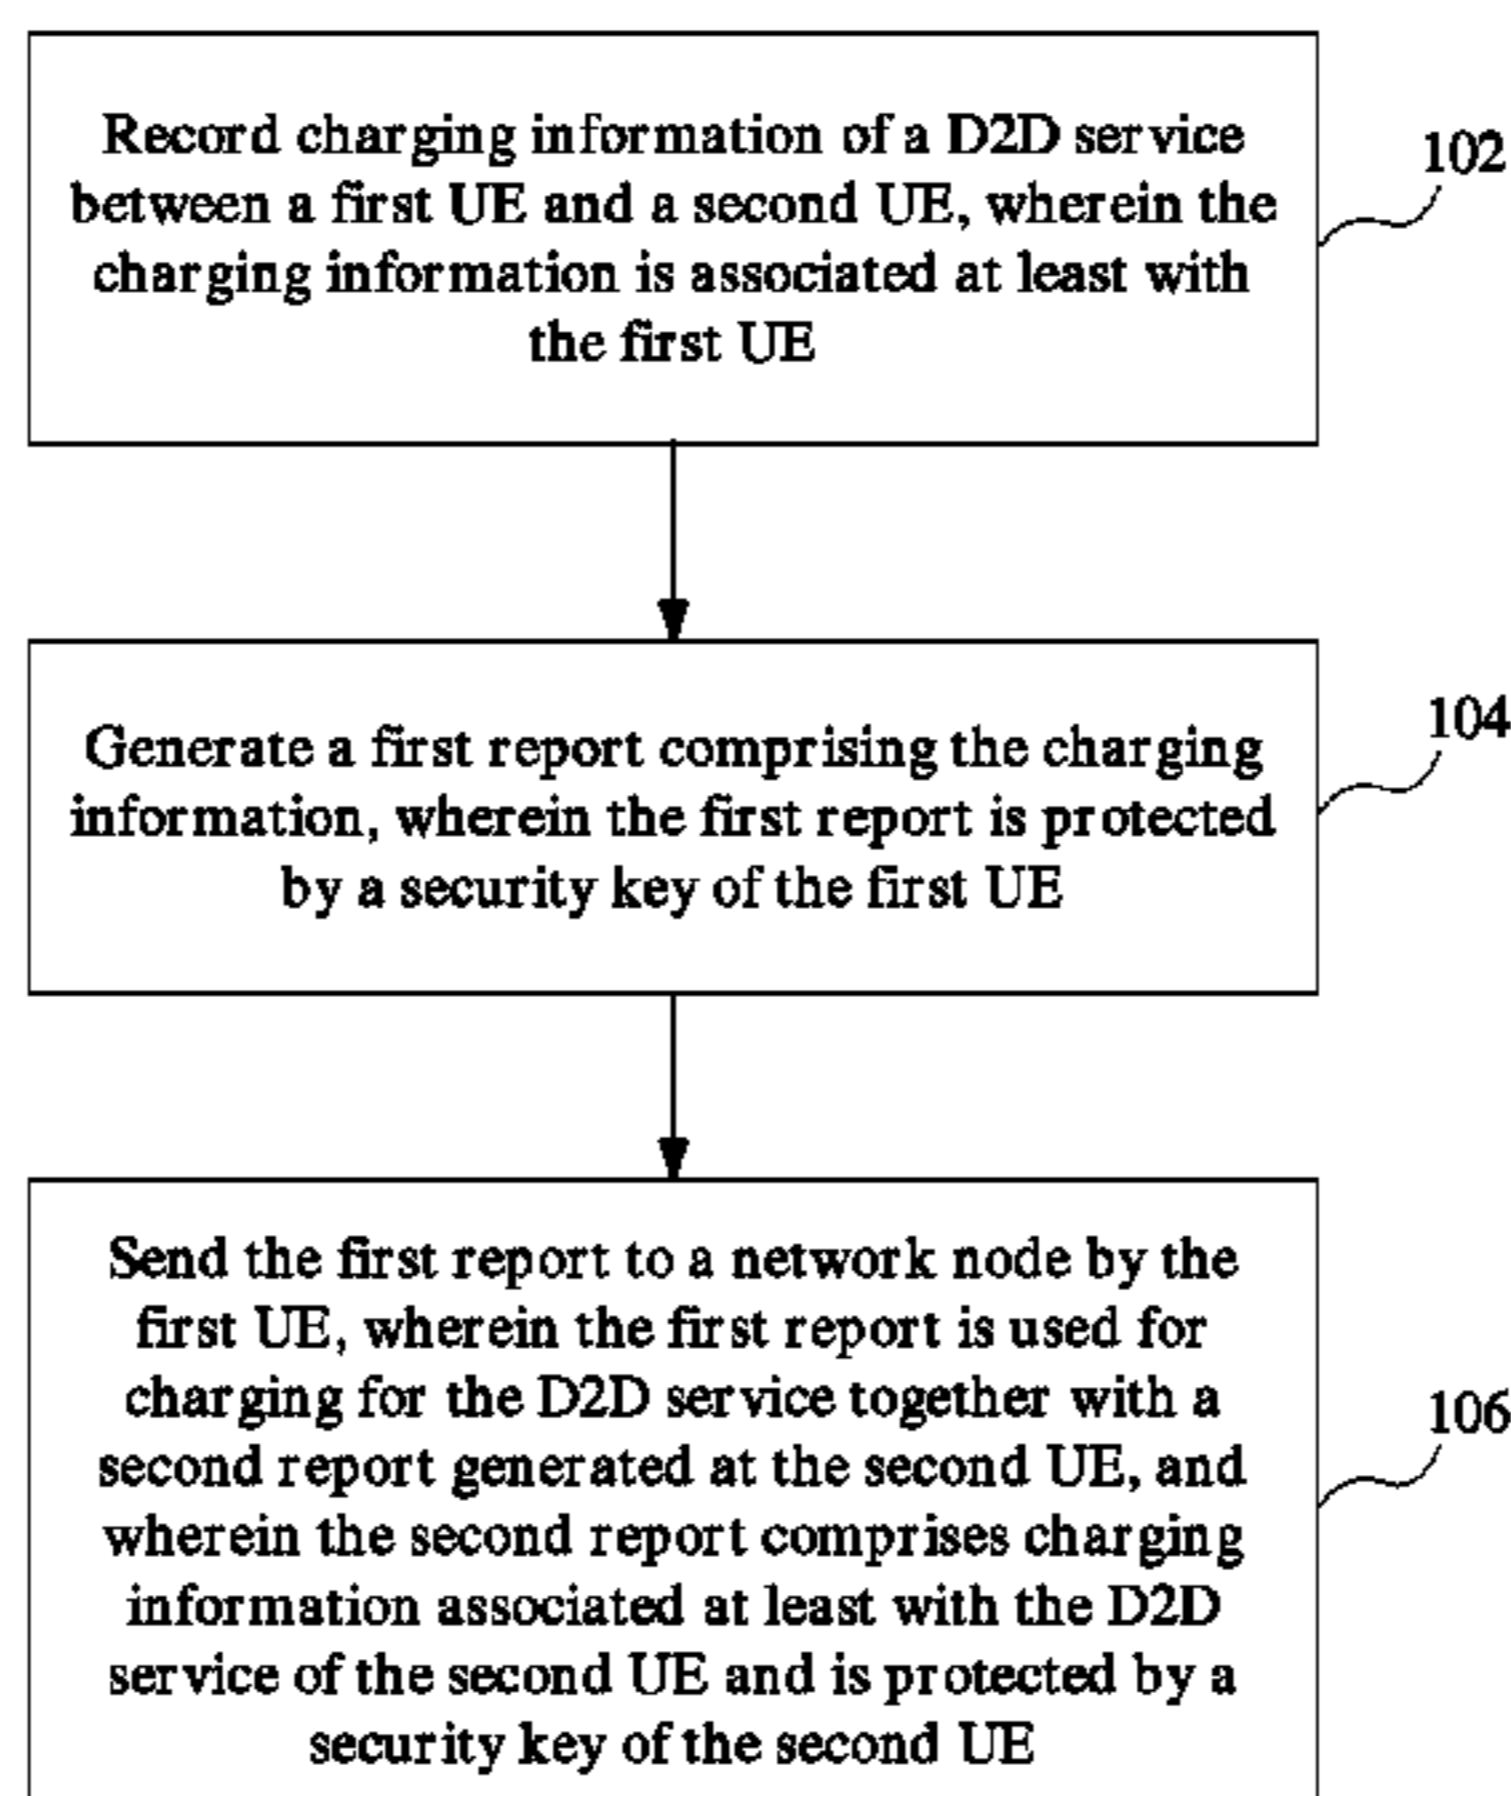 Record charging information of a D2D service
between a first UE and a second UE, wherein the
charging information is associated at least with
the first UE
102
Generate a first report comprising the charging
information, wherein the first report is protected
by a security key of the first UE
104
Send the first report to a network node by the
first UE, wherein the first report is used for
charging for the D2D service together with a
second report generated at the second UE, and
wherein the second report comprises charging
information associated at least with the D2D
service of the second UE and is protected by a
security key of the second UE
106